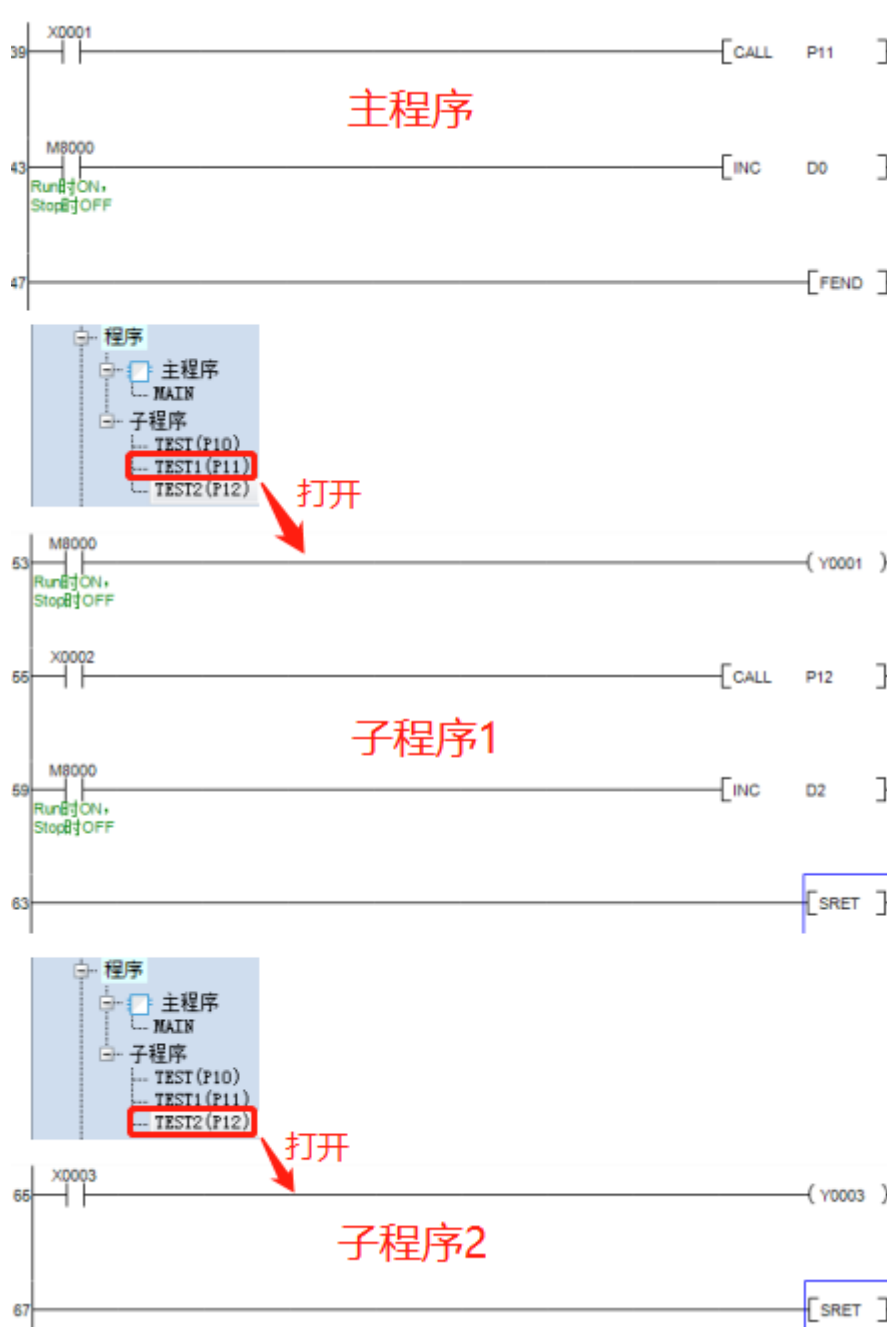 X0001
39 CALL P11
主程序
M8000
43 INC D0
Run时ON,
Stop时OFF
47 FEND
程序
主程序
MAIN
子程序
TEST(P10)
TEST1(P11)
TEST2(P12)
打开
M8000
53 Y0001
Run时ON,
Stop时OFF
X0002
55 CALL P12
子程序1
M8000
59 INC D2
Run时ON,
Stop时OFF
63 SRET
程序
主程序
MAIN
子程序
TEST(P10)
TEST1(P11)
TEST2(P12)
打开
X0003
65 Y0003
子程序2
67 SRET